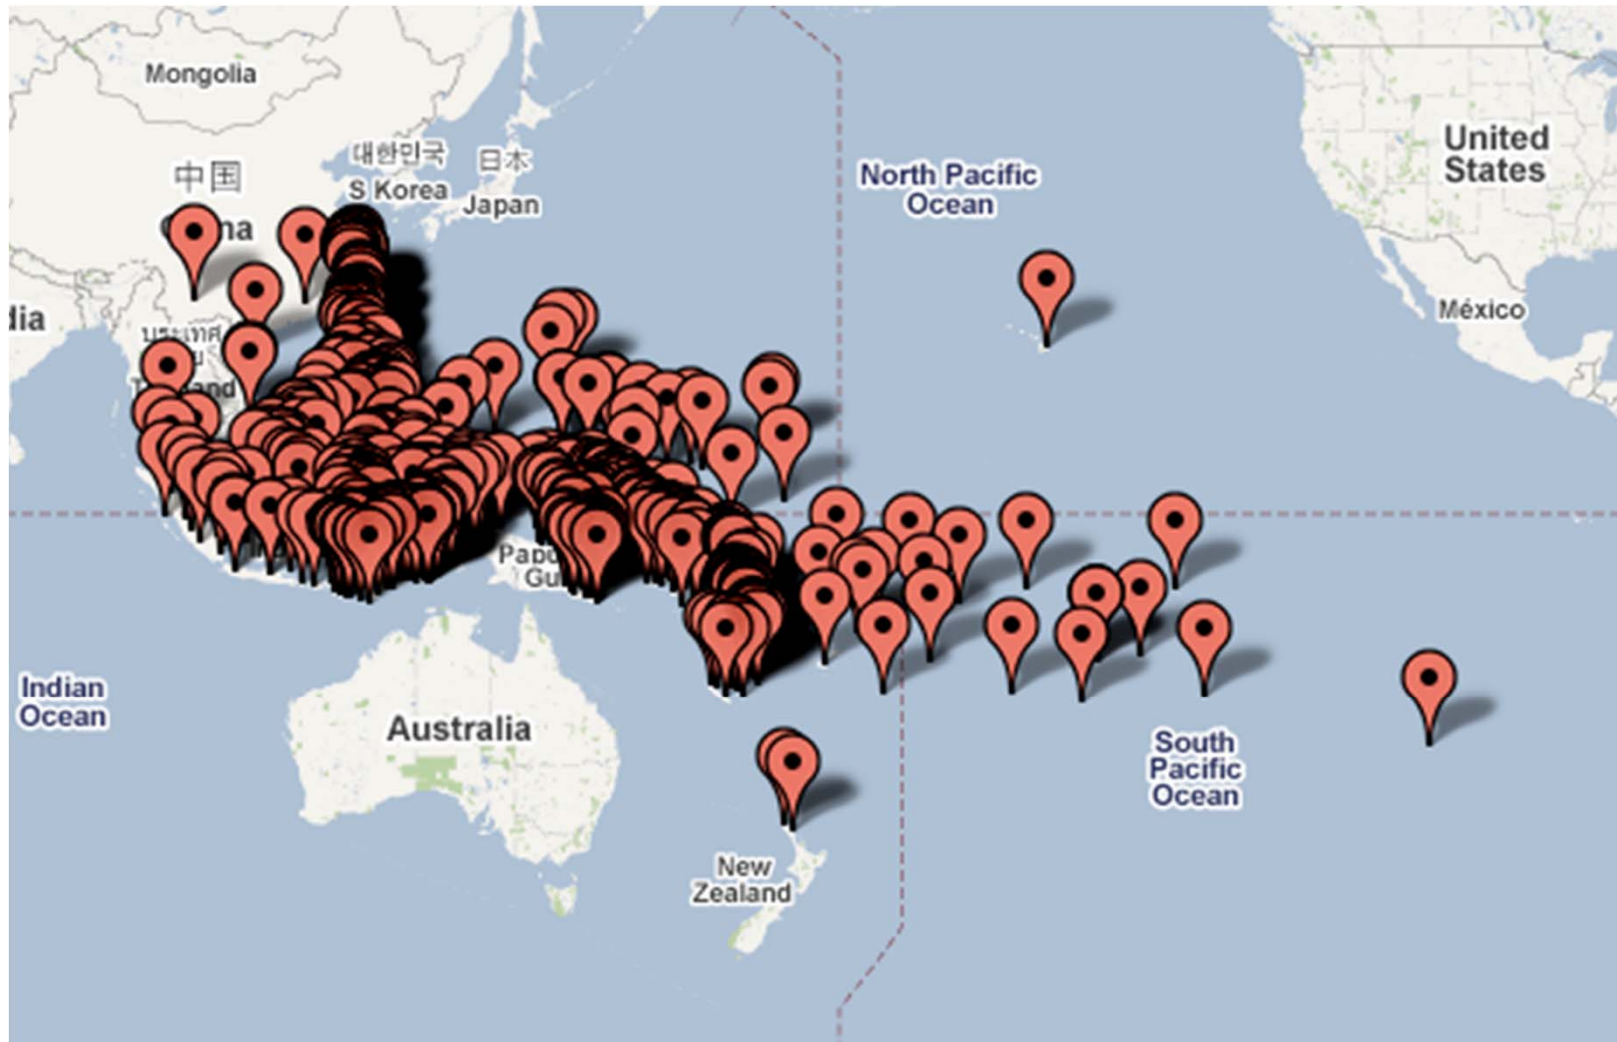 Mongolia
中国
대한민국
S Korea
日本
Japan
North Pacific
Ocean
United
States
México
Indian
Ocean
Australia
New
Zealand
South
Pacific
Ocean